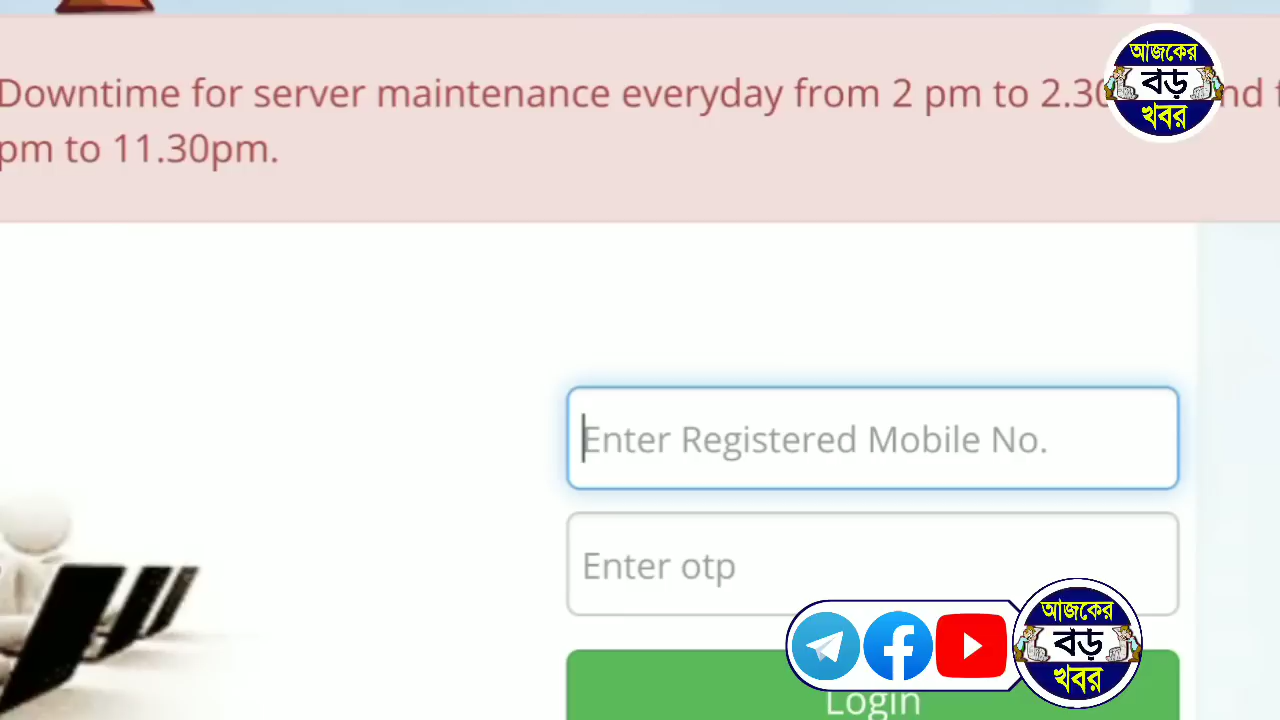 Downtime for server maintenance everyday from 2 pm to 2.30
pm to 11.30pm.
আজকের
বড়
খবর
Enter Registered Mobile No.
Enter otp
Login
আজকের
বড়
খবর